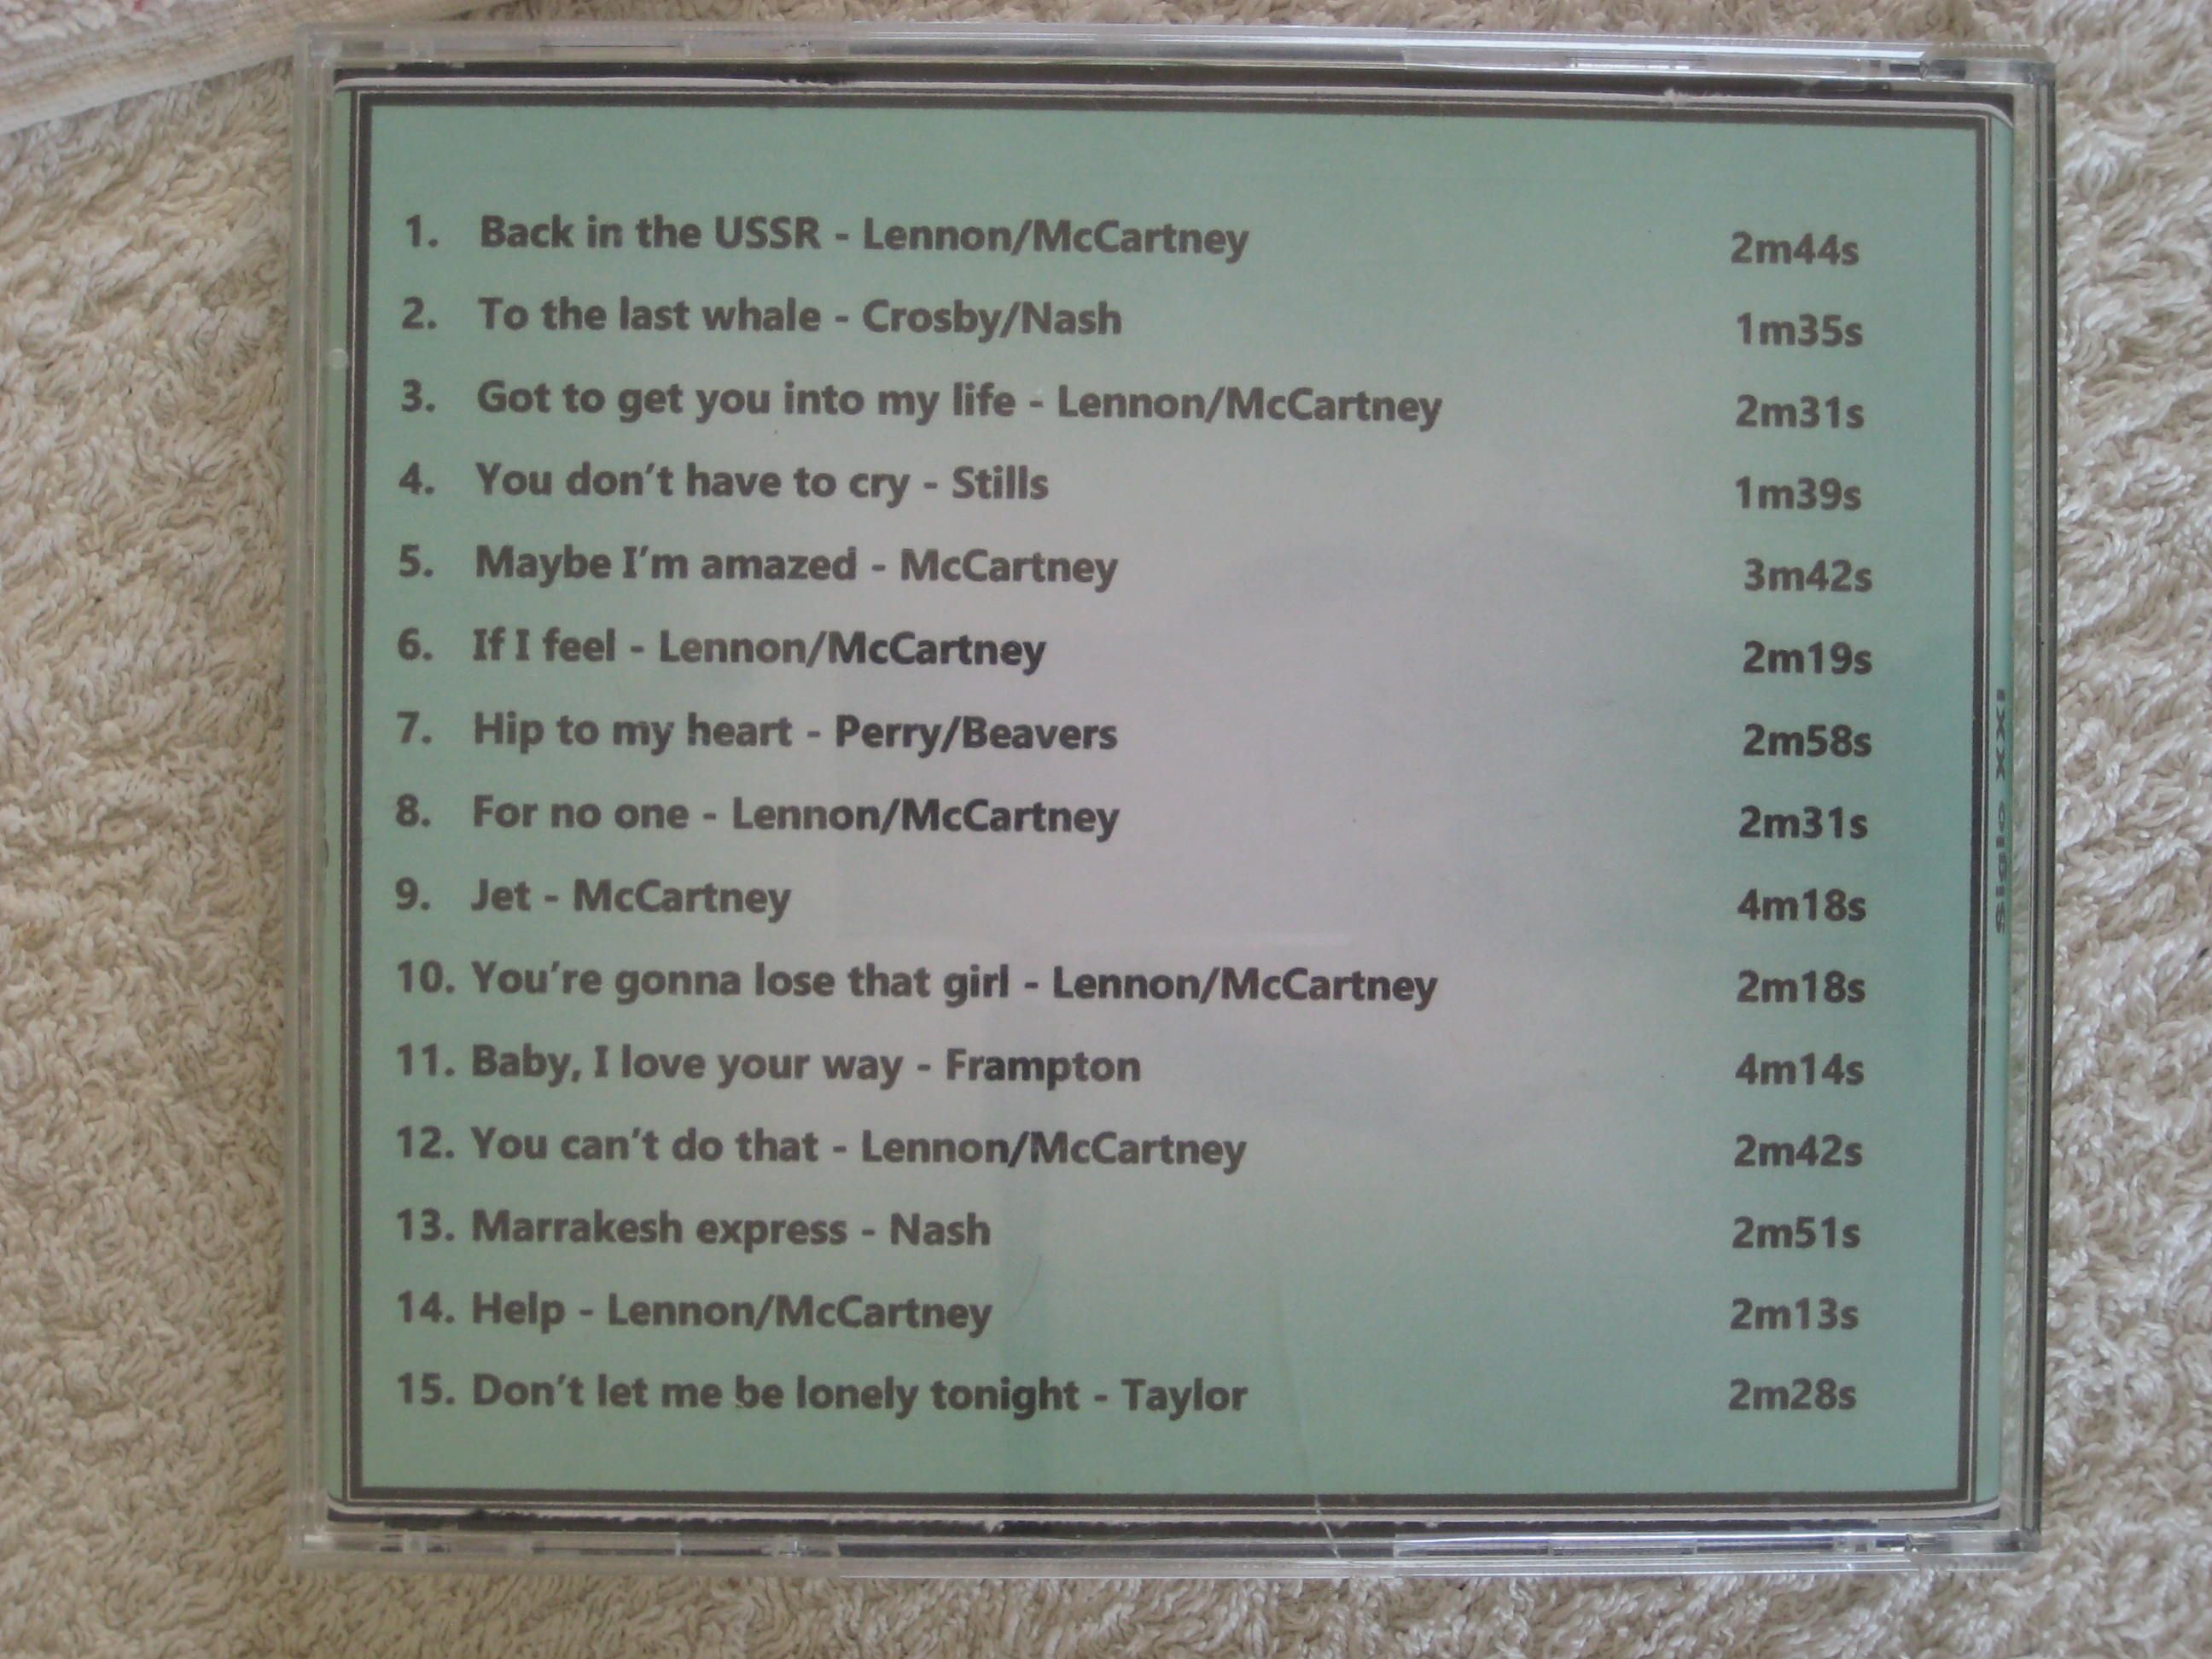 1. Back in the USSR - Lennon/McCartney 2m44s
2. To the last whale - Crosby/Nash 1m35s
3. Got to get you into my life - Lennon/McCartney 2m31s
4. You don't have to cry - Stills 1m39s
5. Maybe I'm amazed - McCartney 3m42s
6. If I feel - Lennon/McCartney 2m19s
7. Hip to my heart - Perry/Beavers 2m58s
8. For no one - Lennon/McCartney 2m31s
9. Jet - McCartney 4m18s
10. You're gonna lose that girl - Lennon/McCartney 2m18s
11. Baby, I love your way - Frampton 4m14s
12. You can't do that - Lennon/McCartney 2m42s
13. Marrakesh express - Nash 2m51s
14. Help - Lennon/McCartney 2m13s
15. Don't let me be lonely tonight - Taylor 2m28s
siglo xxi